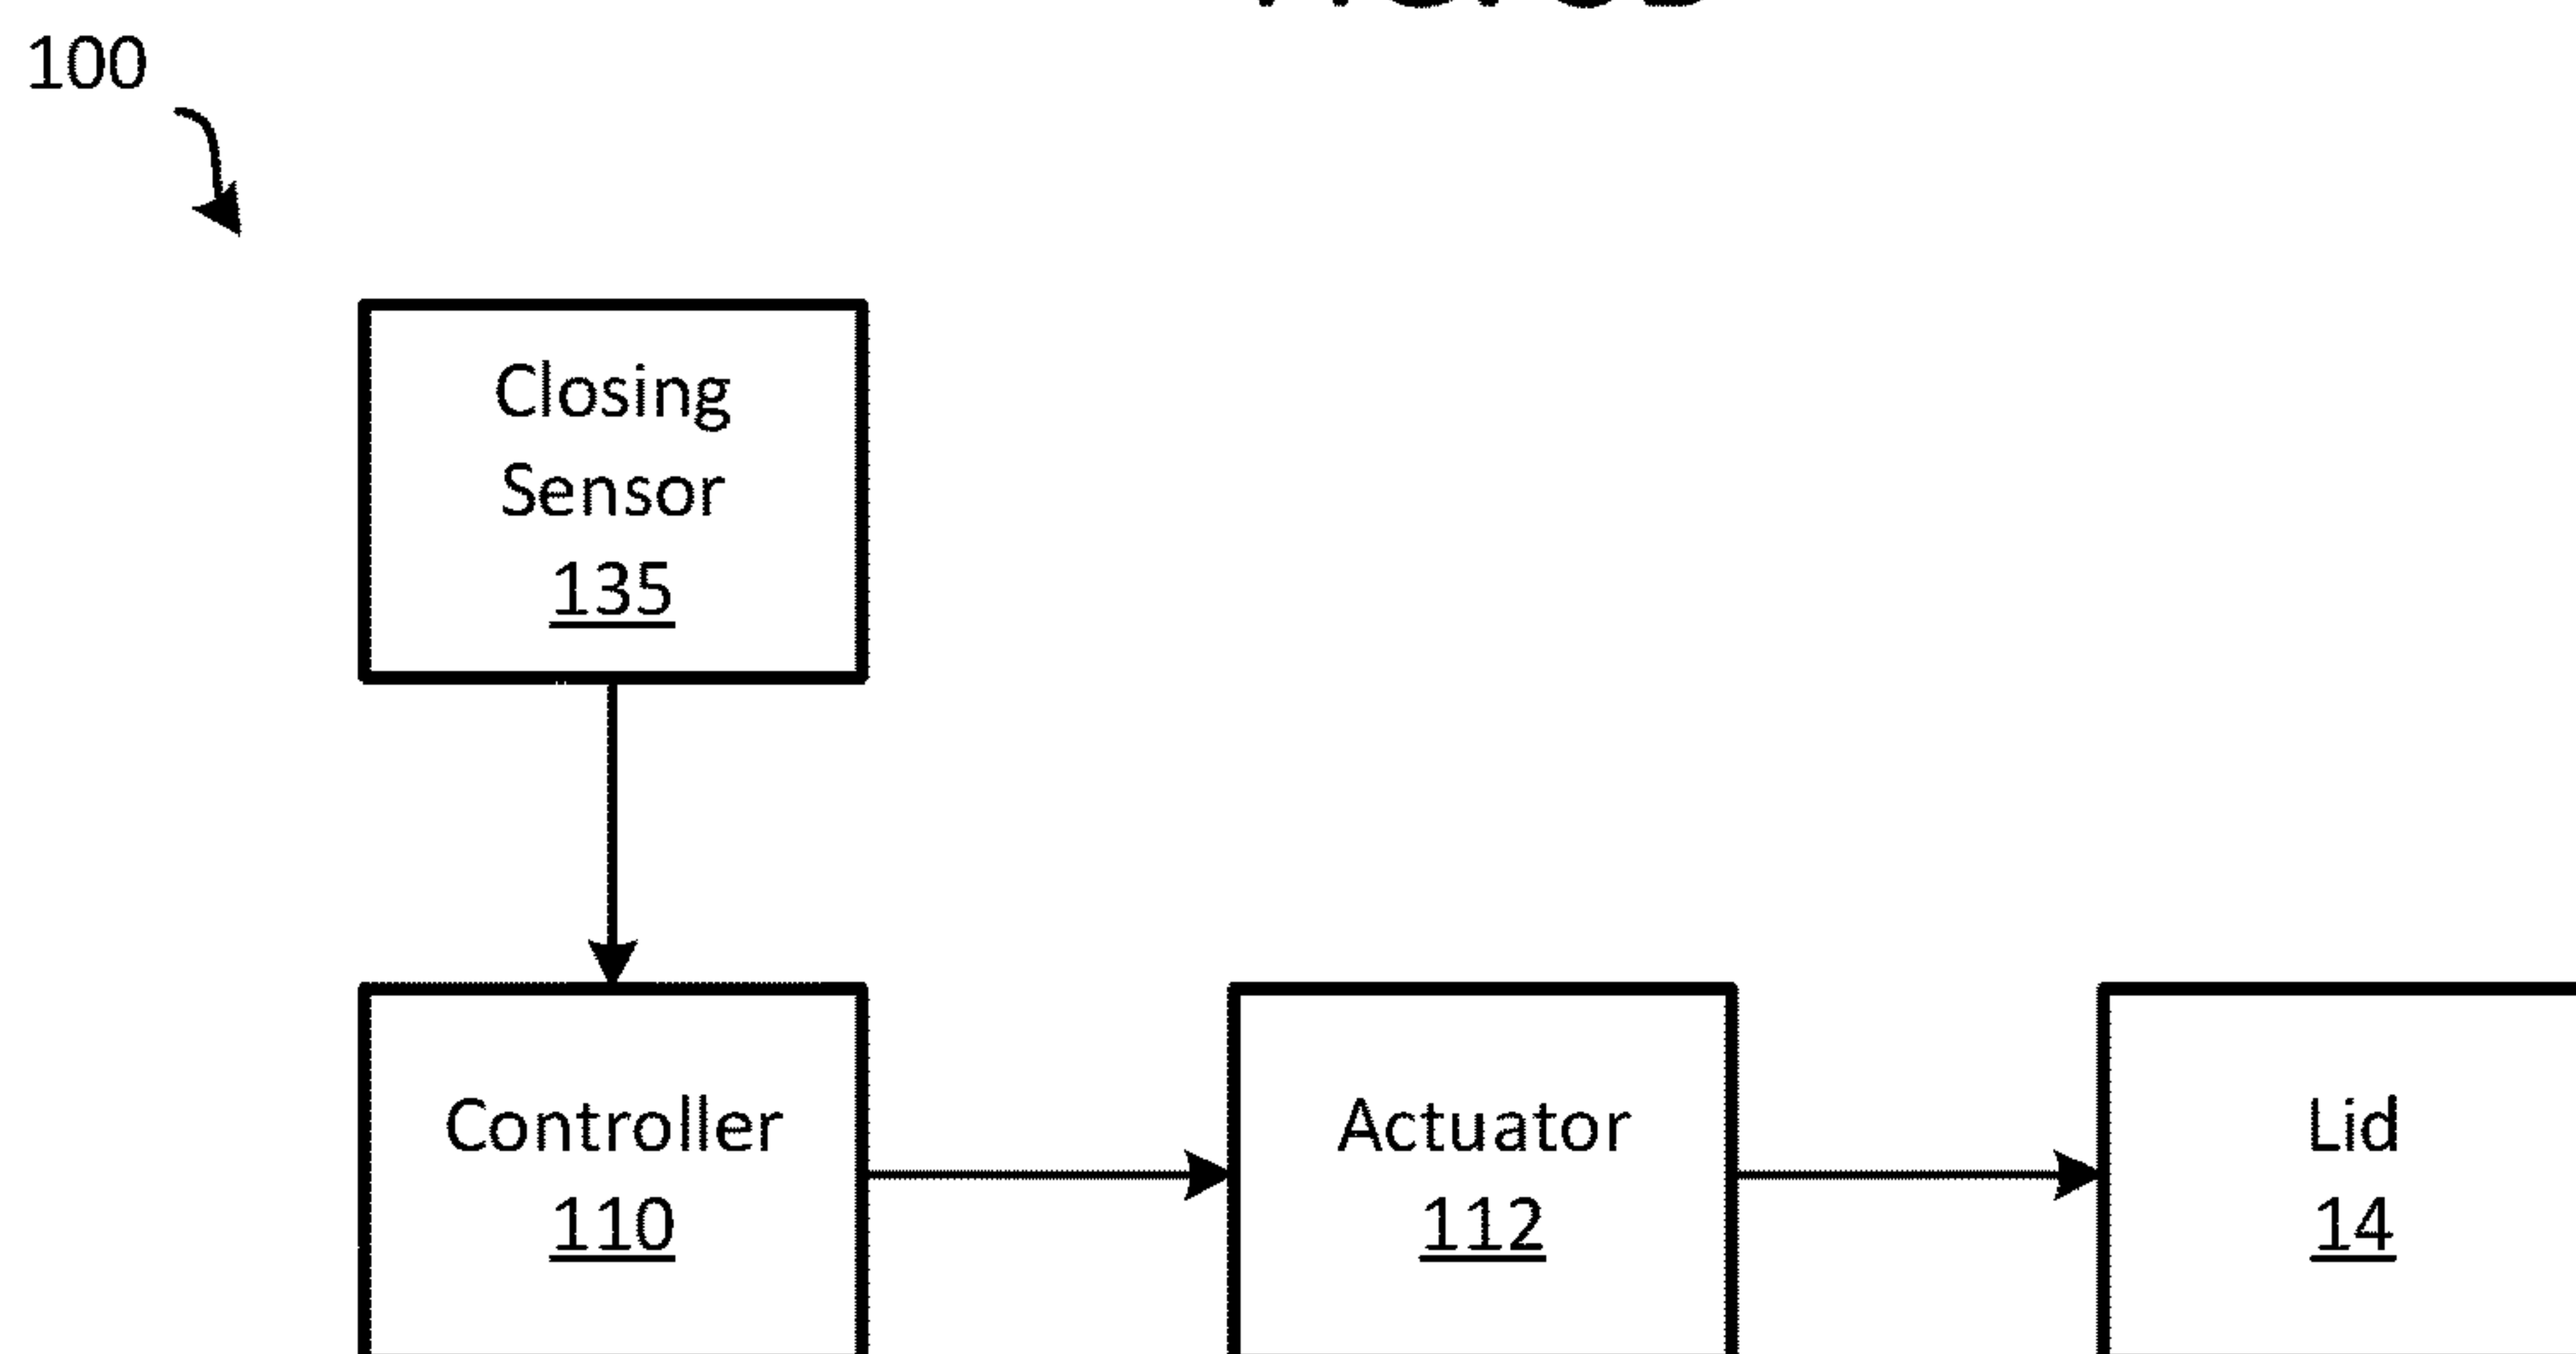 100
Closing
Sensor
135
Controller
110
Actuator
112
Lid
14